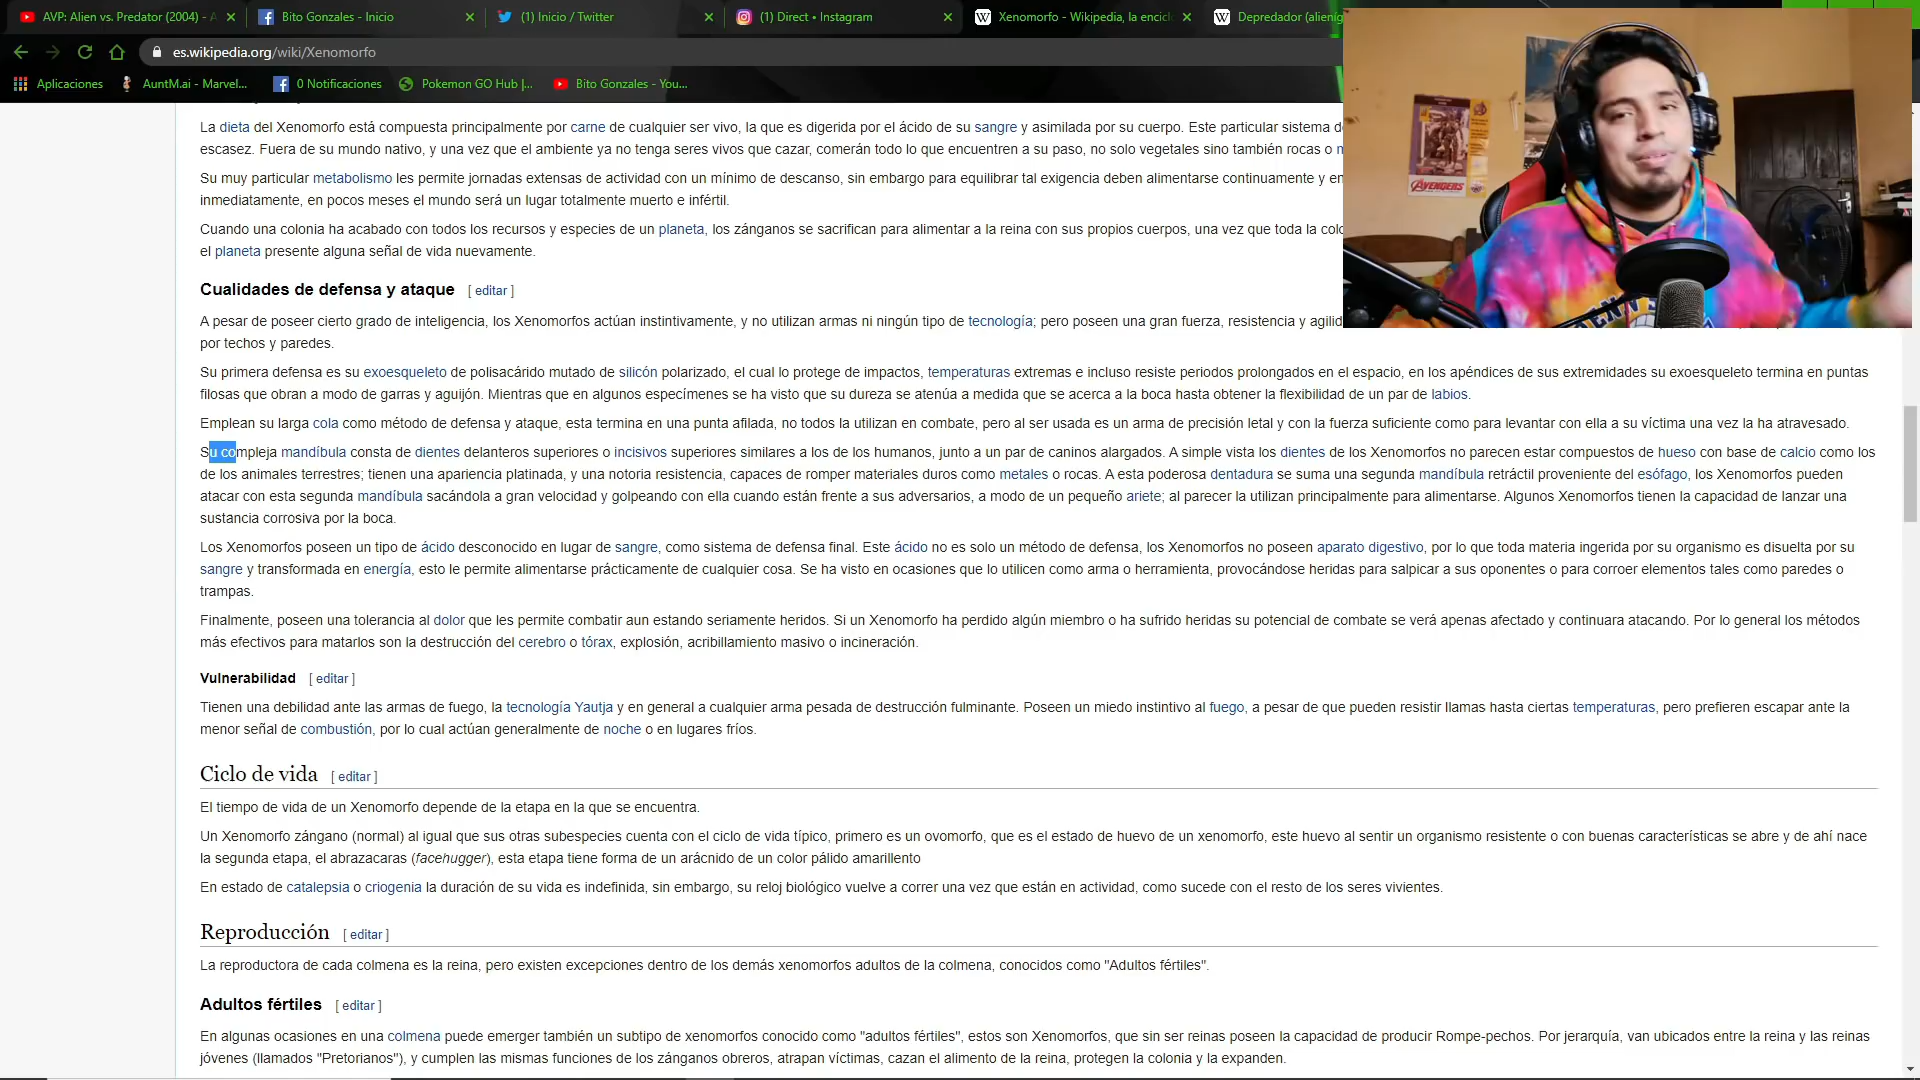 AVP: Alien vs. Predator (2004) - A
Bito Gonzales - Inicio
(1) Inicio / Twitter
(1) Direct • Instagram
Xenomorfo - Wikipedia, la encicl
Depredador (alieníg
es.wikipedia.org/wiki/Xenomorfo
Aplicaciones
AuntM.ai - Marvel...
0 Notificaciones
Pokemon GO Hub |...
Bito Gonzales - You...
AVENGERS
La dieta del Xenomorfo está compuesta principalmente por carne de cualquier ser vivo, la que es digerida por el ácido de su sangre y asimilada por su cuerpo. Este particular sistema d
escasez. Fuera de su mundo nativo, y una vez que el ambiente ya no tenga seres vivos que cazar, comerán todo lo que encuentren a su paso, no solo vegetales sino también rocas o
Su muy particular metabolismo les permite jornadas extensas de actividad con un mínimo de descanso, sin embargo para equilibrar tal exigencia deben alimentarse continuamente y en
inmediatamente, en pocos meses el mundo será un lugar totalmente muerto e infértil.
Cuando una colonia ha acabado con todos los recursos y especies de un planeta, los zánganos se sacrifican para alimentar a la reina con sus propios cuerpos, una vez que toda la colo
el planeta presente alguna señal de vida nuevamente.
Cualidades de defensa y ataque [ editar ]
A pesar de poseer cierto grado de inteligencia, los Xenomorfos actúan instintivamente, y no utilizan armas ni ningún tipo de tecnología; pero poseen una gran fuerza, resistencia y agilid
por techos y paredes.
Su primera defensa es su exoesqueleto de polisacárido mutado de silicón polarizado, el cual lo protege de impactos, temperaturas extremas e incluso resiste periodos prolongados en el espacio, en los apéndices de sus extremidades su exoesqueleto termina en puntas
filosas que obran a modo de garras y aguijón. Mientras que en algunos especímenes se ha visto que su dureza se atenúa a medida que se acerca a la boca hasta obtener la flexibilidad de un par de labios.
Emplean su larga cola como método de defensa y ataque, esta termina en una punta afilada, no todos la utilizan en combate, pero al ser usada es un arma de precisión letal y con la fuerza suficiente como para levantar con ella a su víctima una vez la ha atravesado.
Su compleja mandíbula consta de dientes delanteros superiores o incisivos superiores similares a los de los humanos, junto a un par de caninos alargados. A simple vista los dientes de los Xenomorfos no parecen estar compuestos de hueso con base de calcio como los
de los animales terrestres; tienen una apariencia platinada, y una notoria resistencia, capaces de romper materiales duros como metales o rocas. A esta poderosa dentadura se suma una segunda mandíbula retráctil proveniente del esófago, los Xenomorfos pueden
atacar con esta segunda mandíbula sacándola a gran velocidad y golpeando con ella cuando están frente a sus adversarios, a modo de un pequeño ariete; al parecer la utilizan principalmente para alimentarse. Algunos Xenomorfos tienen la capacidad de lanzar una
sustancia corrosiva por la boca.
Los Xenomorfos poseen un tipo de ácido desconocido en lugar de sangre, como sistema de defensa final. Este ácido no es solo un método de defensa, los Xenomorfos no poseen aparato digestivo, por lo que toda materia ingerida por su organismo es disuelta por su
sangre y transformada en energía, esto le permite alimentarse prácticamente de cualquier cosa. Se ha visto en ocasiones que lo utilicen como arma o herramienta, provocándose heridas para salpicar a sus oponentes o para corroer elementos tales como paredes o
trampas.
Finalmente, poseen una tolerancia al dolor que les permite combatir aun estando seriamente heridos. Si un Xenomorfo ha perdido algún miembro o ha sufrido heridas su potencial de combate se verá apenas afectado y continuara atacando. Por lo general los métodos
más efectivos para matarlos son la destrucción del cerebro o tórax, explosión, acribillamiento masivo o incineración.
Vulnerabilidad [ editar ]
Tienen una debilidad ante las armas de fuego, la tecnología Yautja y en general a cualquier arma pesada de destrucción fulminante. Poseen un miedo instintivo al fuego, a pesar de que pueden resistir llamas hasta ciertas temperaturas, pero prefieren escapar ante la
menor señal de combustión, por lo cual actúan generalmente de noche o en lugares fríos.
Ciclo de vida [ editar ]
El tiempo de vida de un Xenomorfo depende de la etapa en la que se encuentra.
Un Xenomorfo zángano (normal) al igual que sus otras subespecies cuenta con el ciclo de vida típico, primero es un ovomorfo, que es el estado de huevo de un xenomorfo, este huevo al sentir un organismo resistente o con buenas características se abre y de ahí nace
la segunda etapa, el abrazacaras (facehugger), esta etapa tiene forma de un arácnido de un color pálido amarillento
En estado de catalepsia o criogenia la duración de su vida es indefinida, sin embargo, su reloj biológico vuelve a correr una vez que están en actividad, como sucede con el resto de los seres vivientes.
Reproducción [ editar ]
La reproductora de cada colmena es la reina, pero existen excepciones dentro de los demás xenomorfos adultos de la colmena, conocidos como "Adultos fértiles".
Adultos fértiles [ editar ]
En algunas ocasiones en una colmena puede emerger también un subtipo de xenomorfos conocido como "adultos fértiles", estos son Xenomorfos, que sin ser reinas poseen la capacidad de producir Rompe-pechos. Por jerarquía, van ubicados entre la reina y las reinas
jóvenes (llamados "Pretorianos"), y cumplen las mismas funciones de los zánganos obreros, atrapan víctimas, cazan el alimento de la reina, protegen la colonia y la expanden.